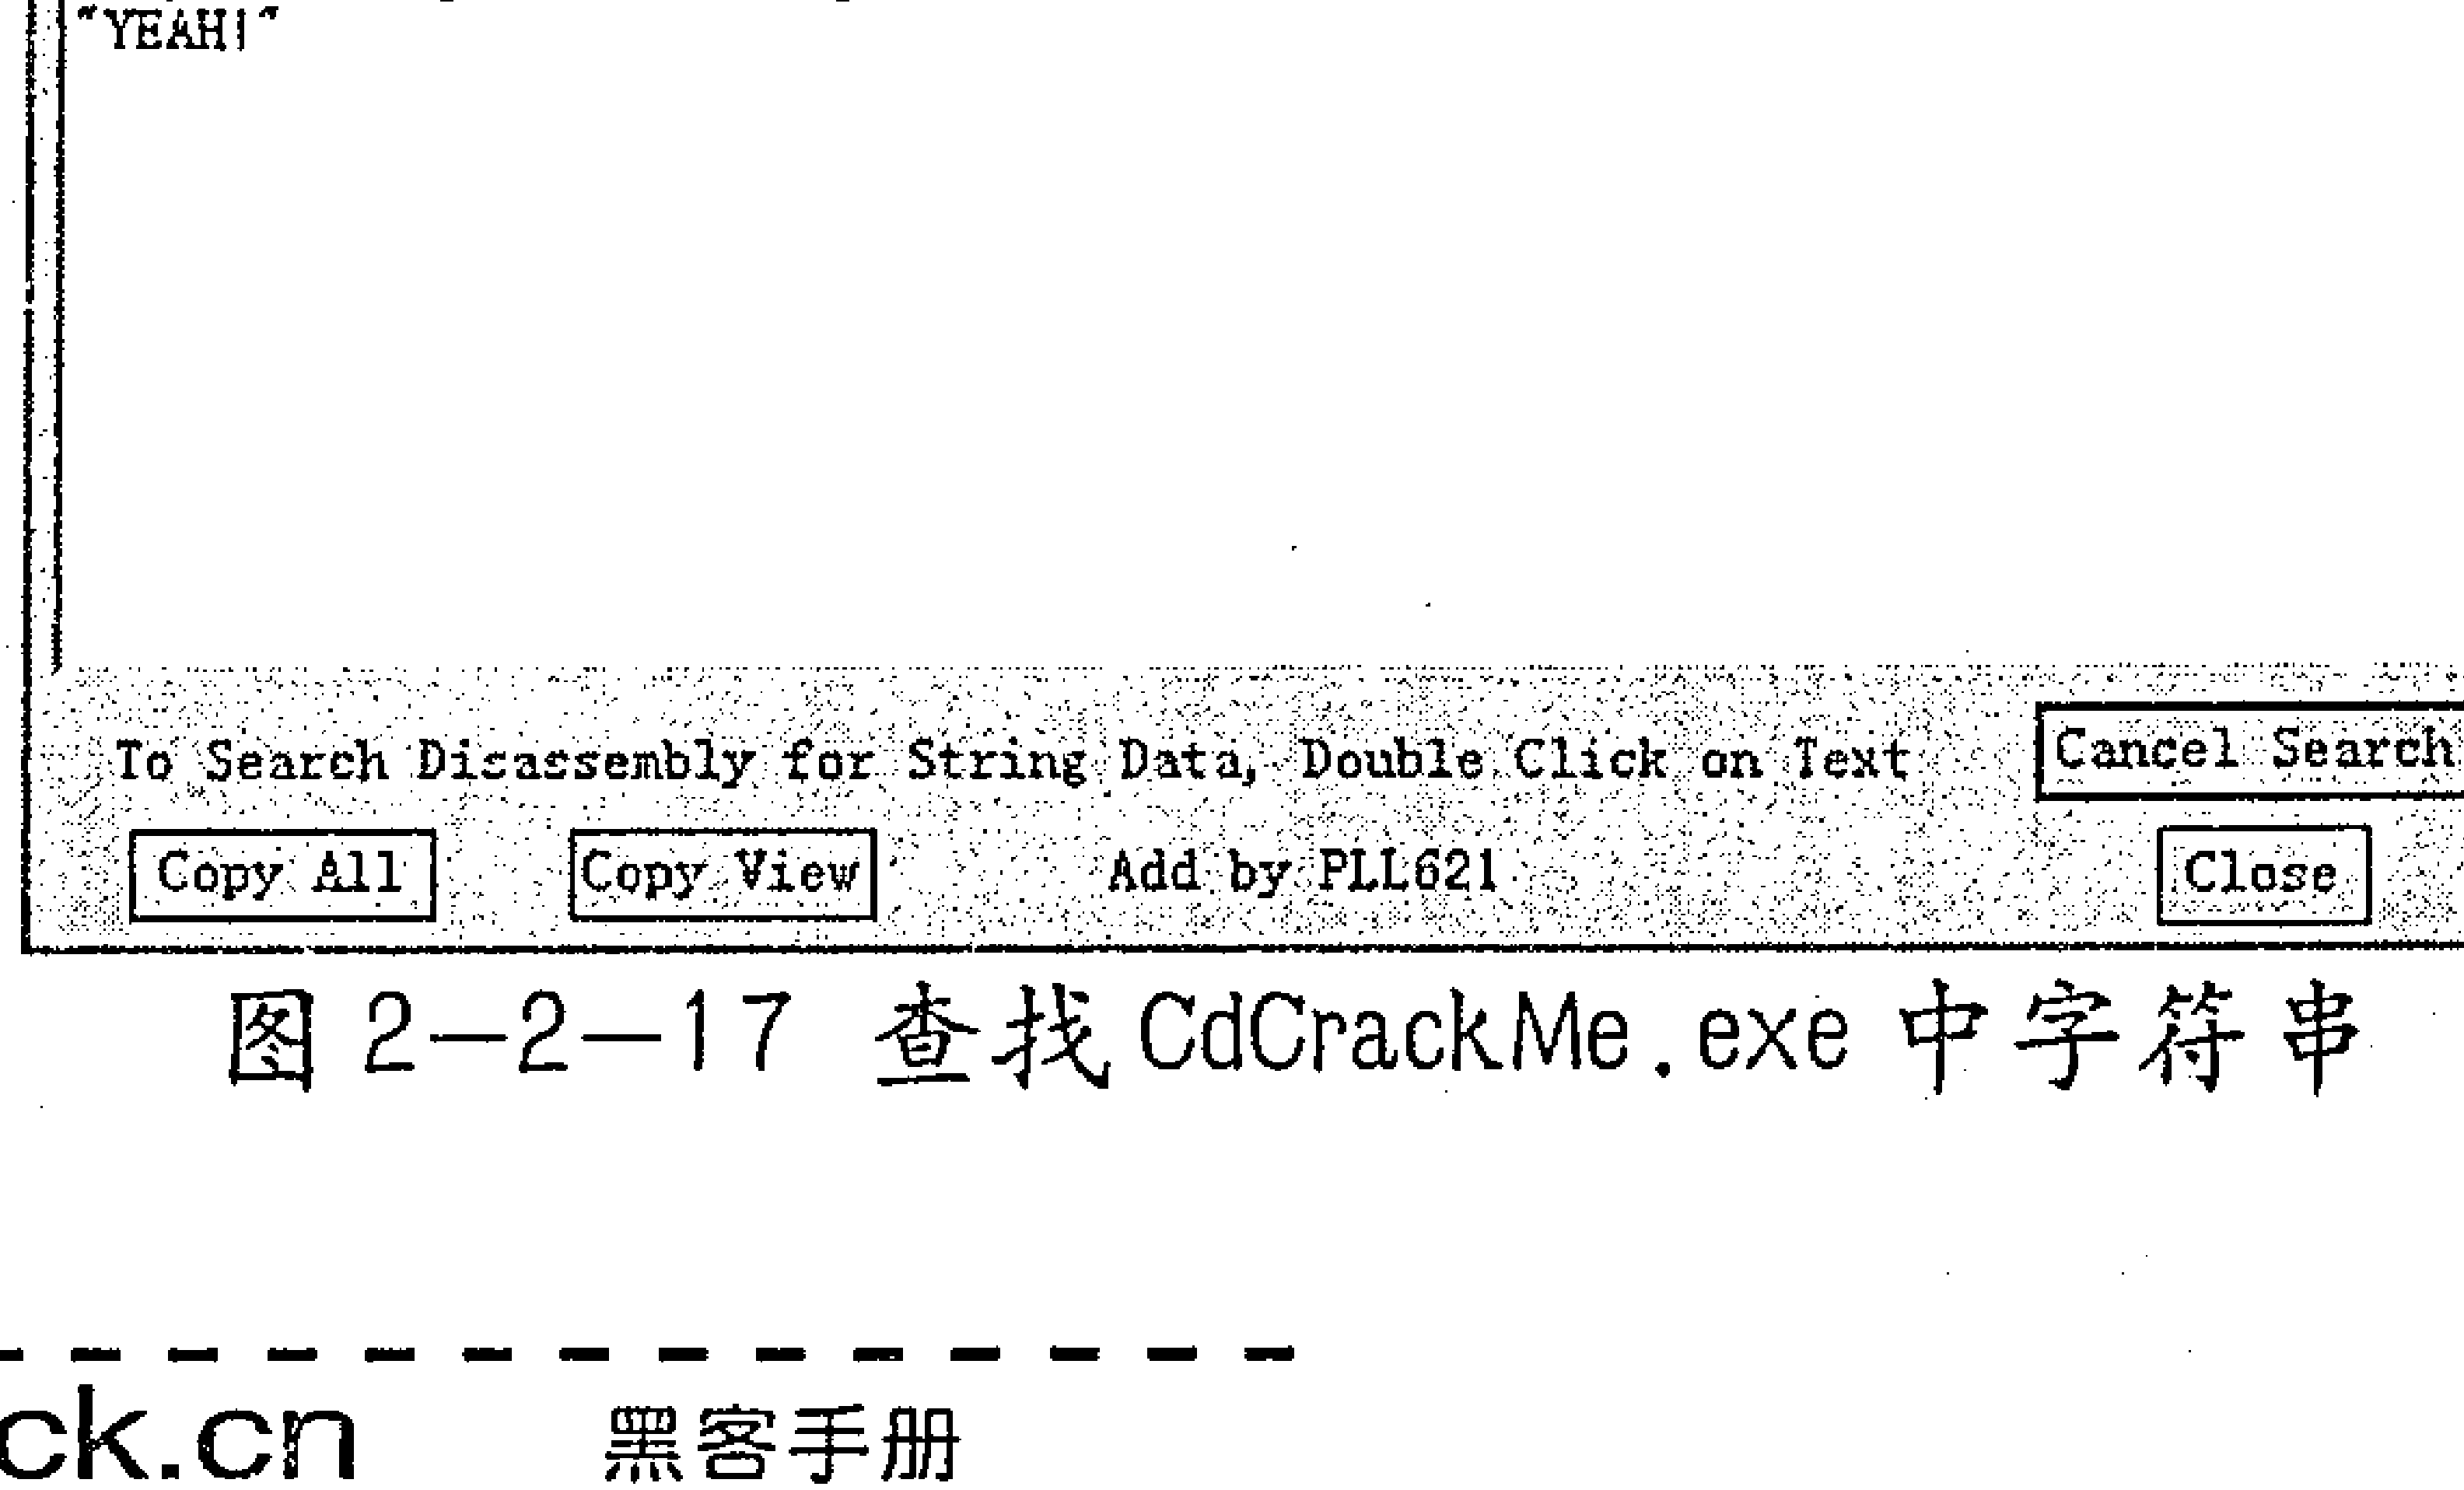 "YEAH!"
To Search Disassembly for String Data, Double Click on Text
Cancel Search
Copy All
Copy View
Add by PLL621
Close
图 2-2-17 查找 CdCrackMe.exe 中字符串
ck.cn 黑客手册